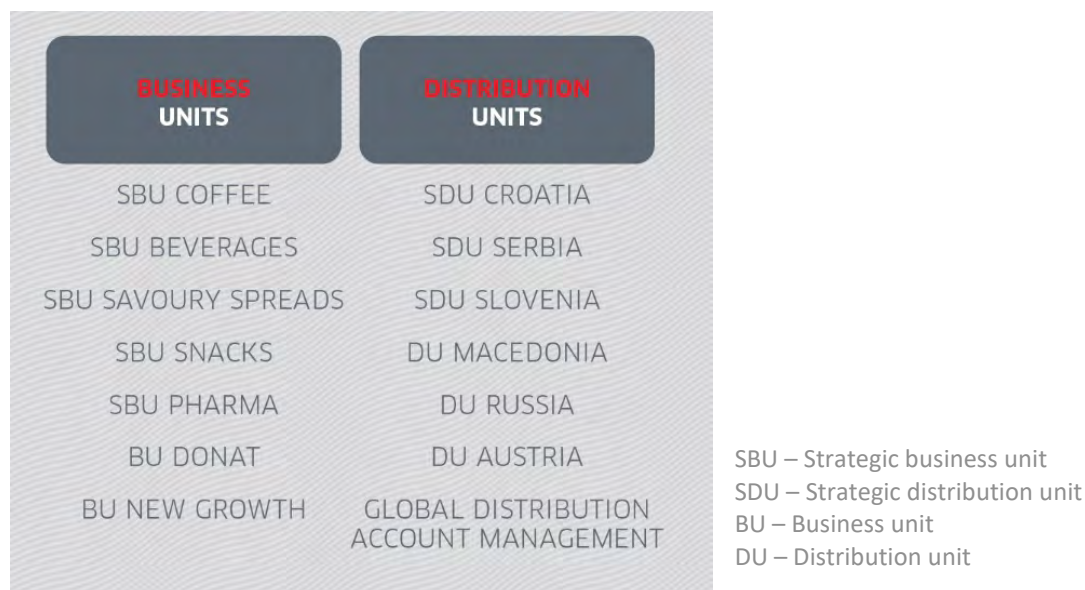 BUSINESS
UNITS
SBU COFFEE
SBU BEVERAGES
SBU SAVOURY SPREADS
SBU SNACKS
SBU PHARMA
BU DONAT
BU NEW GROWTH
DISTRIBUTION
UNITS
SDU CROATIA
SDU SERBIA
SDU SLOVENIA
DU MACEDONIA
DU RUSSIA
DU AUSTRIA
GLOBAL DISTRIBUTION
ACCOUNT MANAGEMENT
SBU – Strategic business unit
SDU – Strategic distribution unit
BU – Business unit
DU – Distribution unit